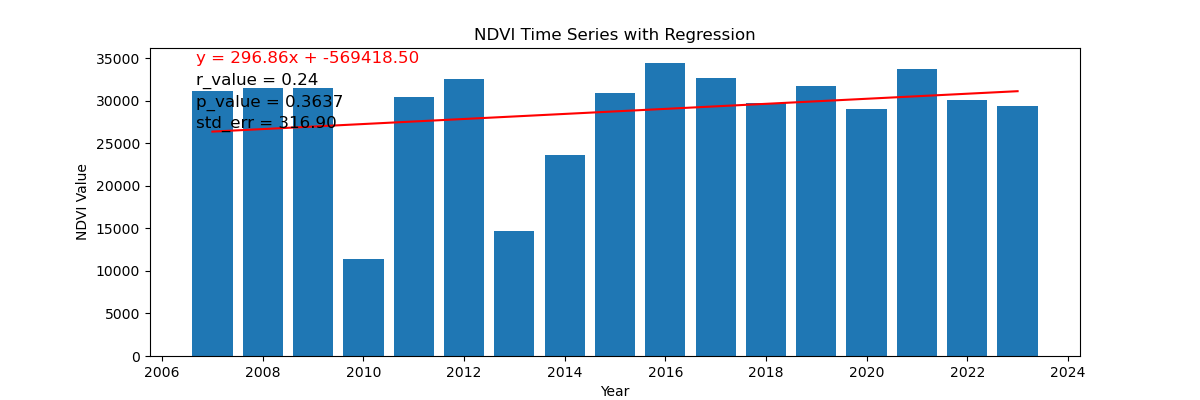 NDVI Time Series with Regression
y = 296.86x + -569418.50
r_value = 0.24
p_value = 0.3637
std_err = 316.90
NDVI Value
35000
30000
25000
20000
15000
10000
5000
0
2006 2008 2010 2012 2014 2016 2018 2020 2022 2024
Year